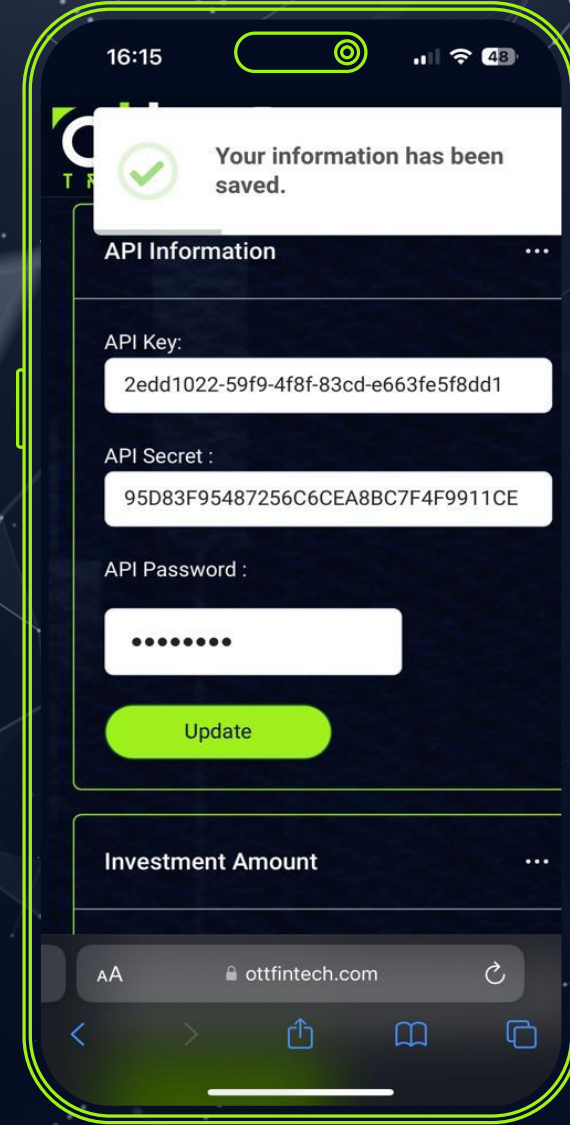 16:15
48
Your information has been
saved.
API Information
API Key:
2edd1022-59f9-4f8f-83cd-e663fe5f8dd1
API Secret :
95D83F95487256C6CEA8BC7F4F9911CE
API Password :
Update
Investment Amount
AA
ottfintech.com